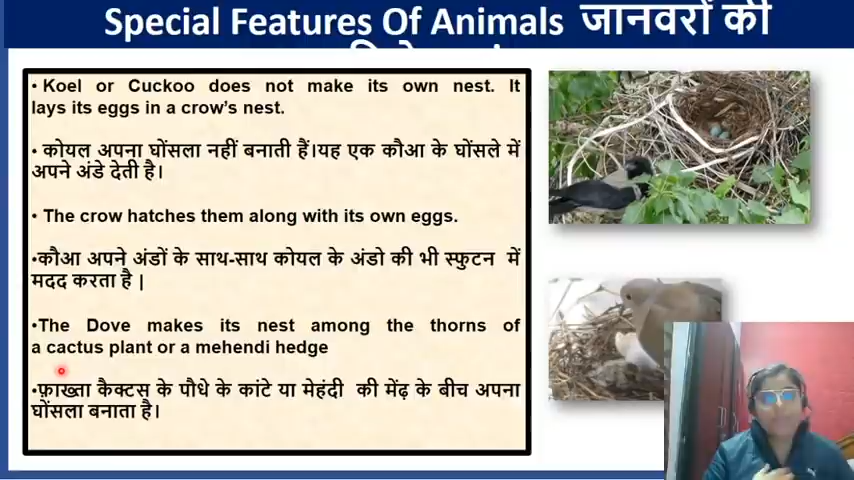 Special Features Of Animals जानवरों की
• Koel or Cuckoo does not make its own nest. It
lays its eggs in a crow's nest.
• कोयल अपना घोंसला नहीं बनाती हैं।यह एक कौआ के घोंसले में
अपने अंडे देती है।
• The crow hatches them along with its own eggs.
•कौआ अपने अंडों के साथ-साथ कोयल के अंडो की भी स्फुटन में
मदद करता है |
•The Dove makes its nest among the thorns of
a cactus plant or a mehendi hedge
•फ़ाख्ता कैक्टस के पौधे के कांटे या मेहंदी की मेंढ़ के बीच अपना
घोंसला बनाता है।